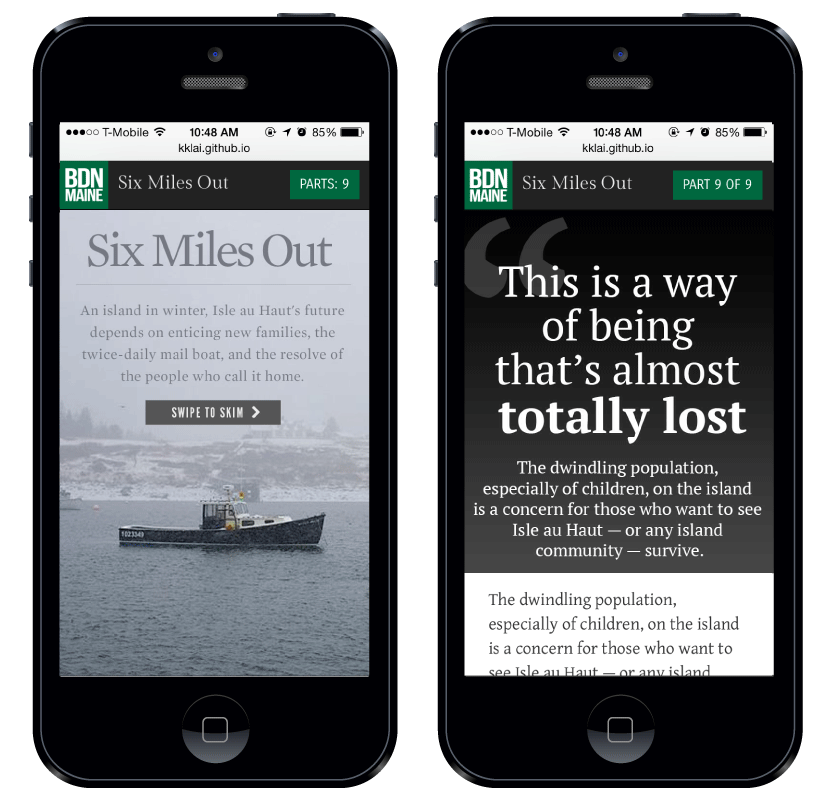 ●●●○○ T-Mobile 10:48 AM 85%
kklai.github.io
BDN
MAINE
Six Miles Out
PARTS: 9
Six Miles Out
An island in winter, Isle au Haut's future
depends on enticing new families, the
twice-daily mail boat, and the resolve of
the people who call it home.
SWIPE TO SKIM
●●●○○ T-Mobile 10:48 AM 85%
kklai.github.io
BDN
MAINE
Six Miles Out
PART 9 OF 9
“
This is a way
of being
that’s almost
totally lost
The dwindling population,
especially of children, on the island
is a concern for those who want to see
Isle au Haut — or any island
community — survive.
The dwindling population,
especially of children, on the island
is a concern for those who want to
see Isle au Haut — or any island